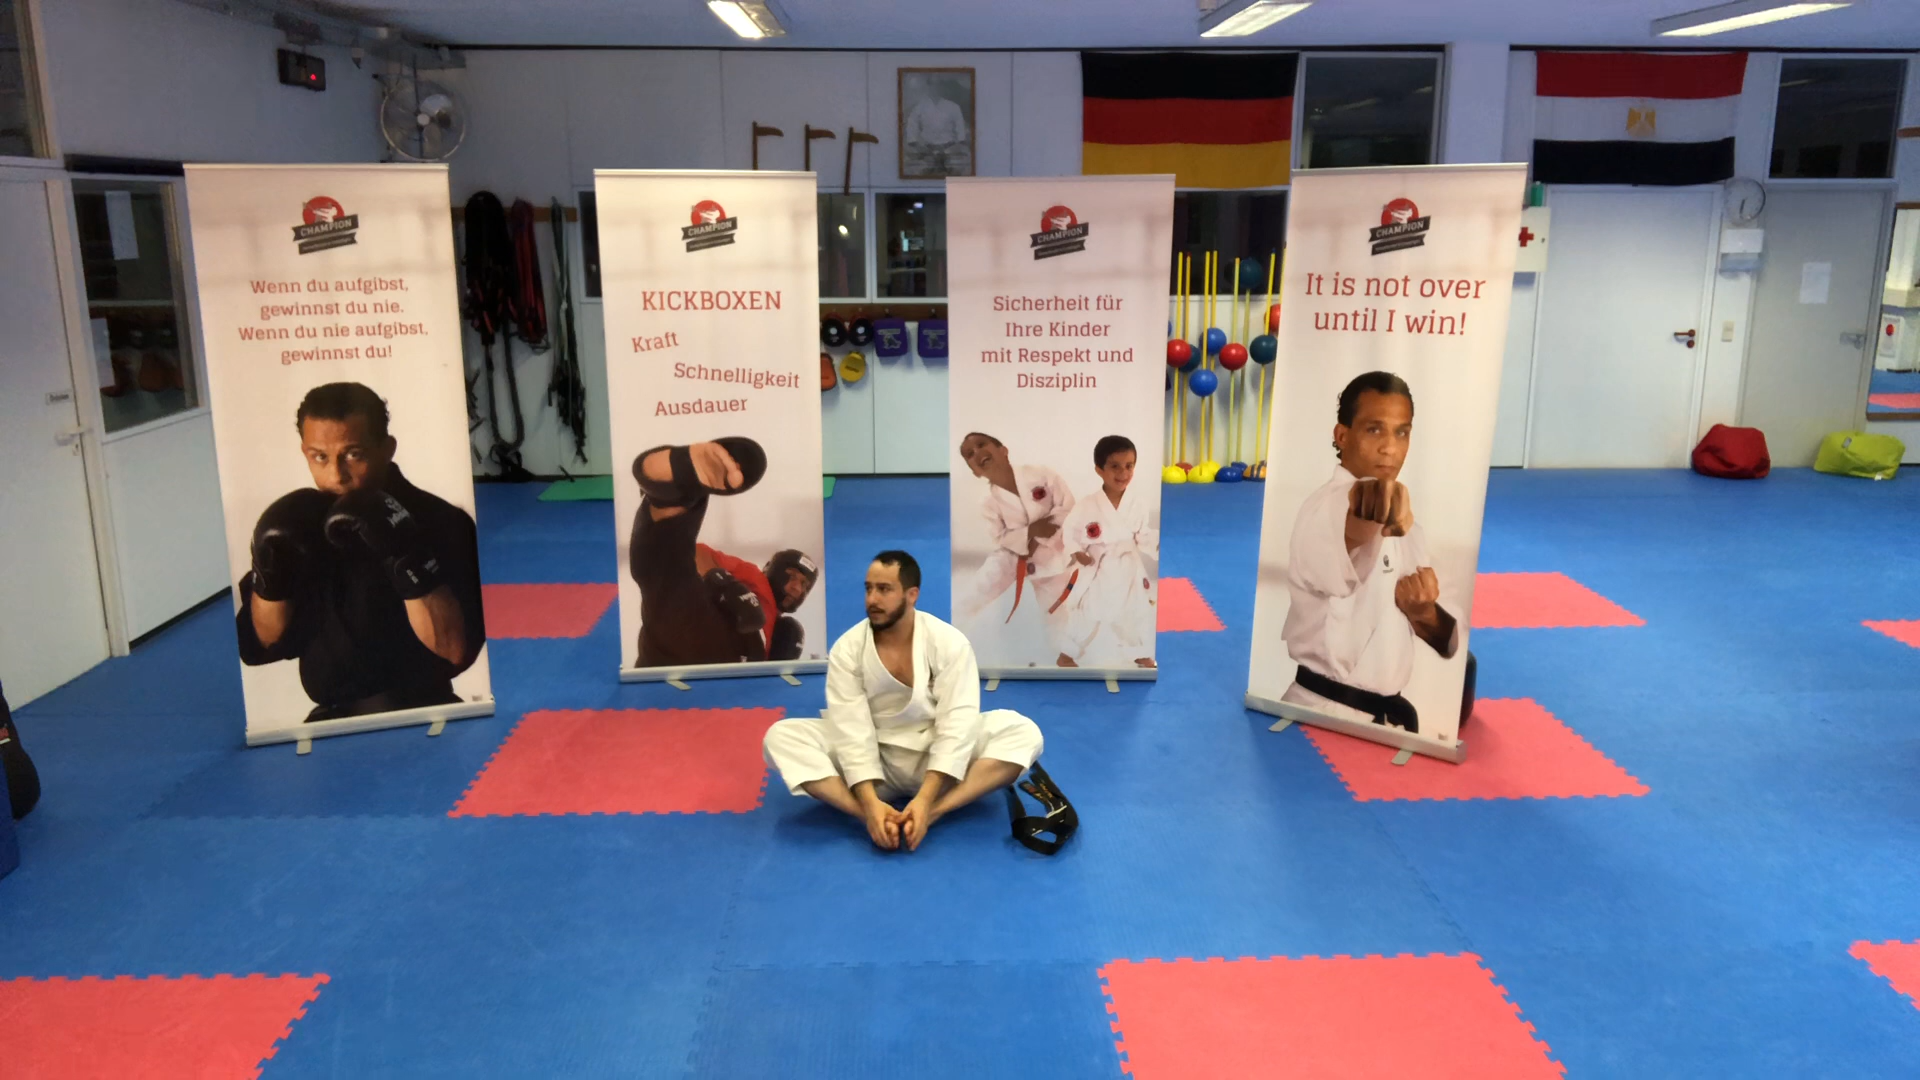 CHAMPION
Wenn du aufgibst,
gewinnst du nie.
Wenn du nie aufgibst,
gewinnst du!
CHAMPION
KICKBOXEN
Kraft
Schnelligkeit
Ausdauer
CHAMPION
Sicherheit für
Ihre Kinder
mit Respekt und
Disziplin
CHAMPION
It is not over
until I win!